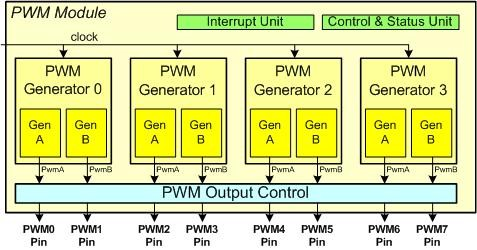 PWM Module
Interrupt Unit
Control & Status Unit
clock
PWM
Generator 0
PWM
Generator 1
PWM
Generator 2
PWM
Generator 3
Gen
A
Gen
B
Gen
A
Gen
B
Gen
A
Gen
B
Gen
A
Gen
B
PwmA
PwmB
PwmA
PwmB
PwmA
PwmB
PwmA
PwmB
PWM Output Control
PWM0
Pin
PWM1
Pin
PWM2
Pin
PWM3
Pin
PWM4
Pin
PWM5
Pin
PWM6
Pin
PWM7
Pin